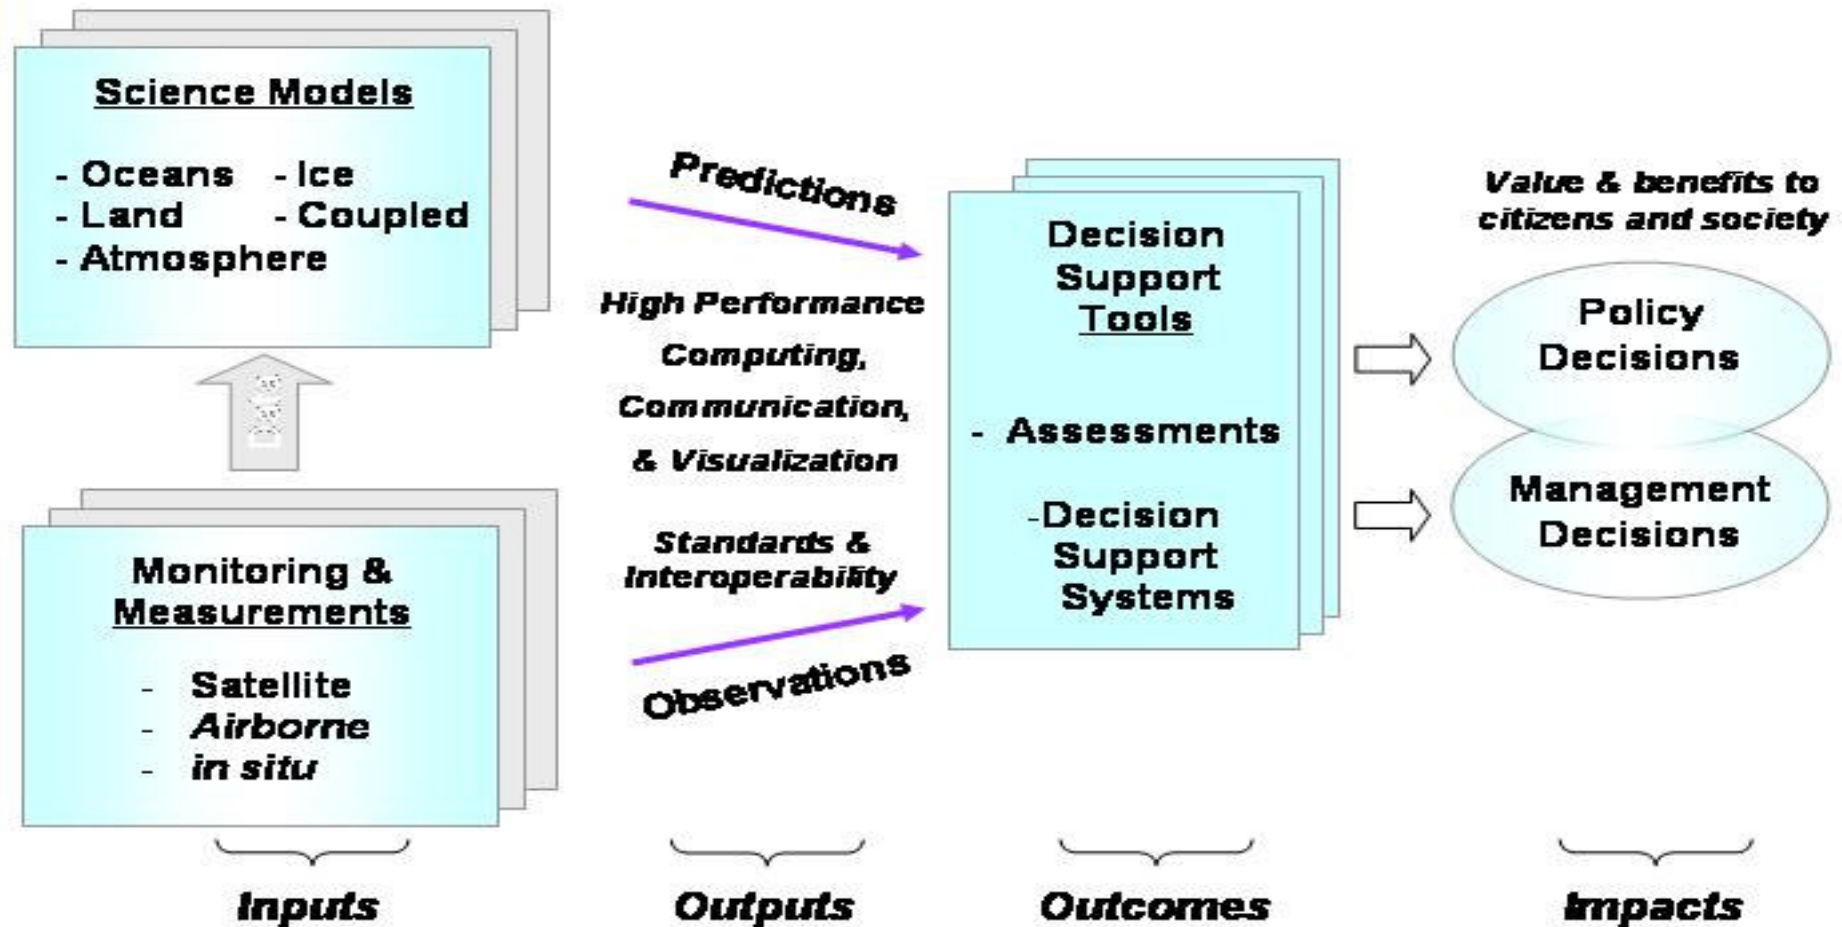 Science Models
- Oceans - Ice
- Land - Coupled
- Atmosphere
Monitoring &
Measurements
- Satellite
- Airborne
- in situ
Predictions
High Performance
Computing,
Communication,
& Visualization
Standards &
Interoperability
Observations
Decision
Support
Tools
- Assessments
-Decision
Support
Systems
Value & benefits to
citizens and society
Policy
Decisions
Management
Decisions
Inputs
Outputs
Outcomes
Impacts